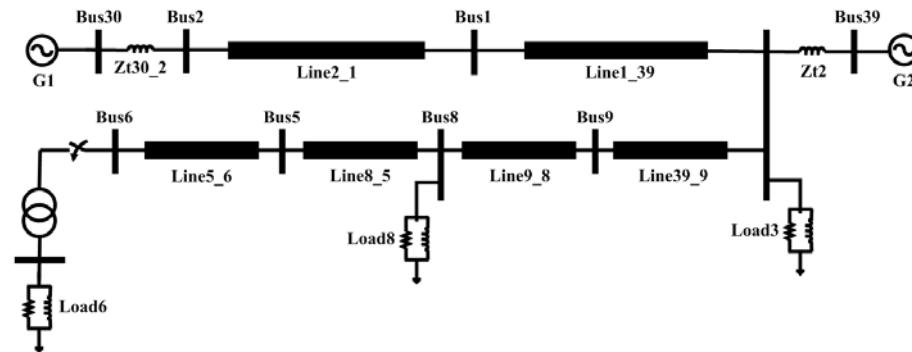 Bus30
Bus2
Bus1
Bus39
G1
Zt30_2
Line2_1
Line1_39
Zt2
G2
Bus6
Bus5
Bus8
Bus9
Line5_6
Line8_5
Line9_8
Line39_9
Load8
Load3
Load6